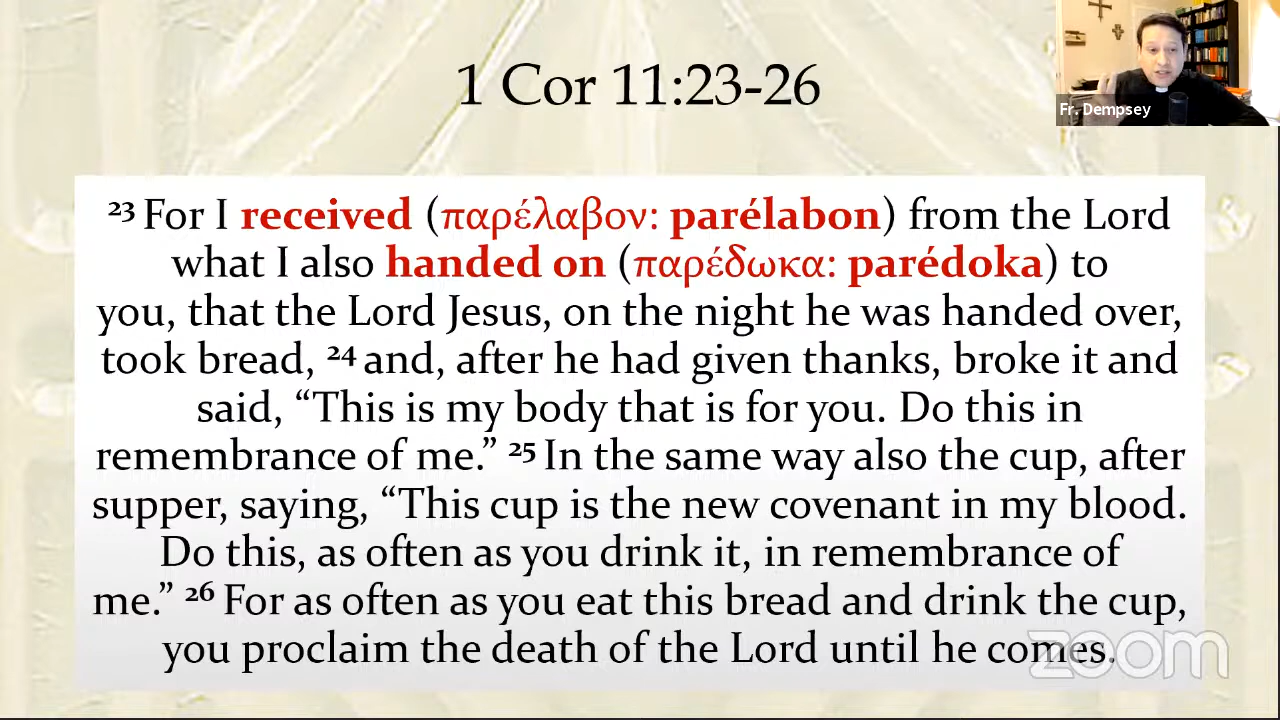 1 Cor 11:23-26
Fr. Dempsey
23 For I received (παρέλαβον: parélabon) from the Lord
what I also handed on (παρέδωκα: parédoka) to
you, that the Lord Jesus, on the night he was handed over,
took bread, 24 and, after he had given thanks, broke it and
said, “This is my body that is for you. Do this in
remembrance of me.” 25 In the same way also the cup, after
supper, saying, “This cup is the new covenant in my blood.
Do this, as often as you drink it, in remembrance of
me.” 26 For as often as you eat this bread and drink the cup,
you proclaim the death of the Lord until he comes.
zoom